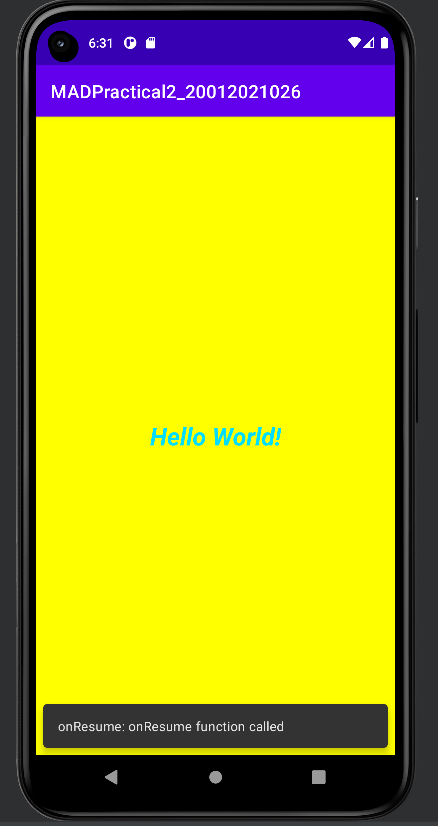 6:31
MADPractical2_20012021026
Hello World!
onResume: onResume function called